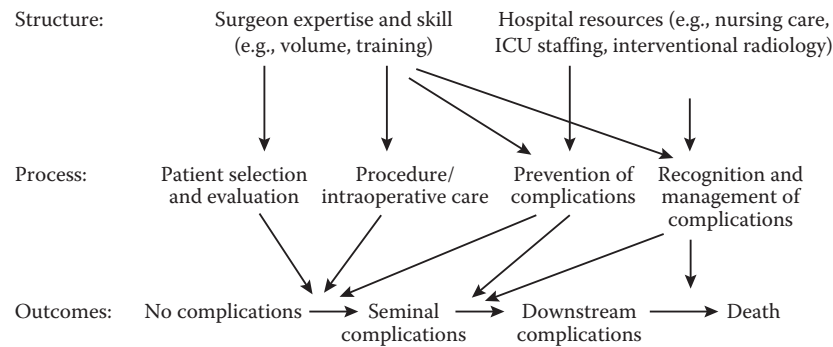 Structure:
Surgeon expertise and skill
(e.g., volume, training)
Hospital resources (e.g., nursing care,
ICU staffing, interventional radiology)
Process:
Patient selection
and evaluation
Procedure/
intraoperative care
Prevention of
complications
Recognition and
management of
complications
Outcomes:
No complications
Seminal
complications
Downstream
complications
Death